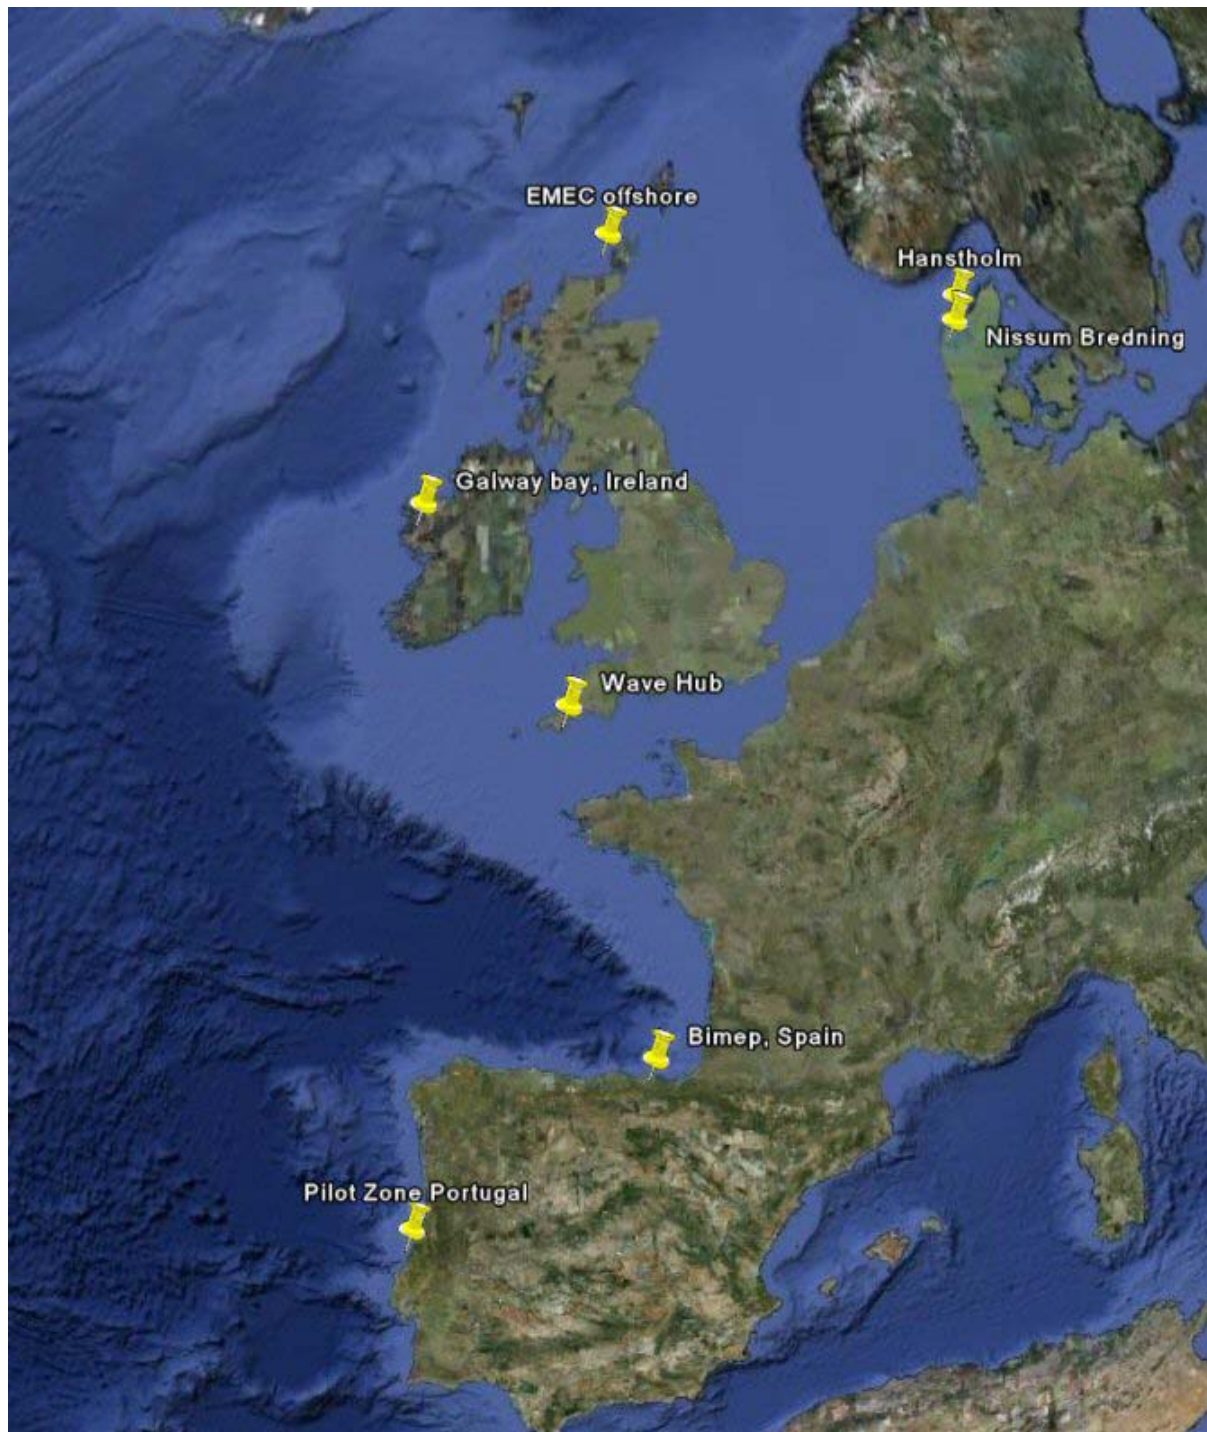 EMEC offshore
Hanstholm
Nissum Bredning
Galway bay, Ireland
Wave Hub
Bimep, Spain
Pilot Zone Portugal